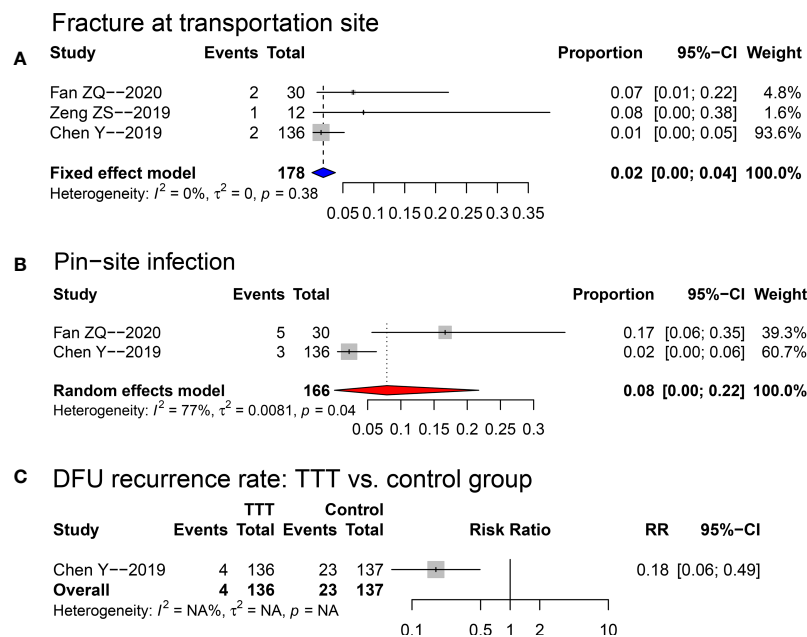 Fracture at transportation site
A Study Events Total Proportion 95%−CI Weight
Fan ZQ−−2020 2 30 0.07 [0.01; 0.22] 4.8%
Zeng ZS−−2019 1 12 0.08 [0.00; 0.38] 1.6%
Chen Y−−2019 2 136 0.01 [0.00; 0.05] 93.6%
Fixed effect model 178 0.02 [0.00; 0.04] 100.0%
Heterogeneity: I² = 0%, τ² = 0, p = 0.38
0.05 0.1 0.15 0.2 0.25 0.3 0.35
B Pin−site infection
Study Events Total Proportion 95%−CI Weight
Fan ZQ−−2020 5 30 0.17 [0.06; 0.35] 39.3%
Chen Y−−2019 3 136 0.02 [0.00; 0.06] 60.7%
Random effects model 166 0.08 [0.00; 0.22] 100.0%
Heterogeneity: I² = 77%, τ² = 0.0081, p = 0.04
0.05 0.1 0.15 0.2 0.25 0.3
C DFU recurrence rate: TTT vs. control group
TTT Control
Study Events Total Events Total Risk Ratio RR 95%−CI
Chen Y−−2019 4 136 23 137 0.18 [0.06; 0.49]
Overall 4 136 23 137
Heterogeneity: I² = NA%, τ² = NA, p = NA
0.1 0.5 1 2 10